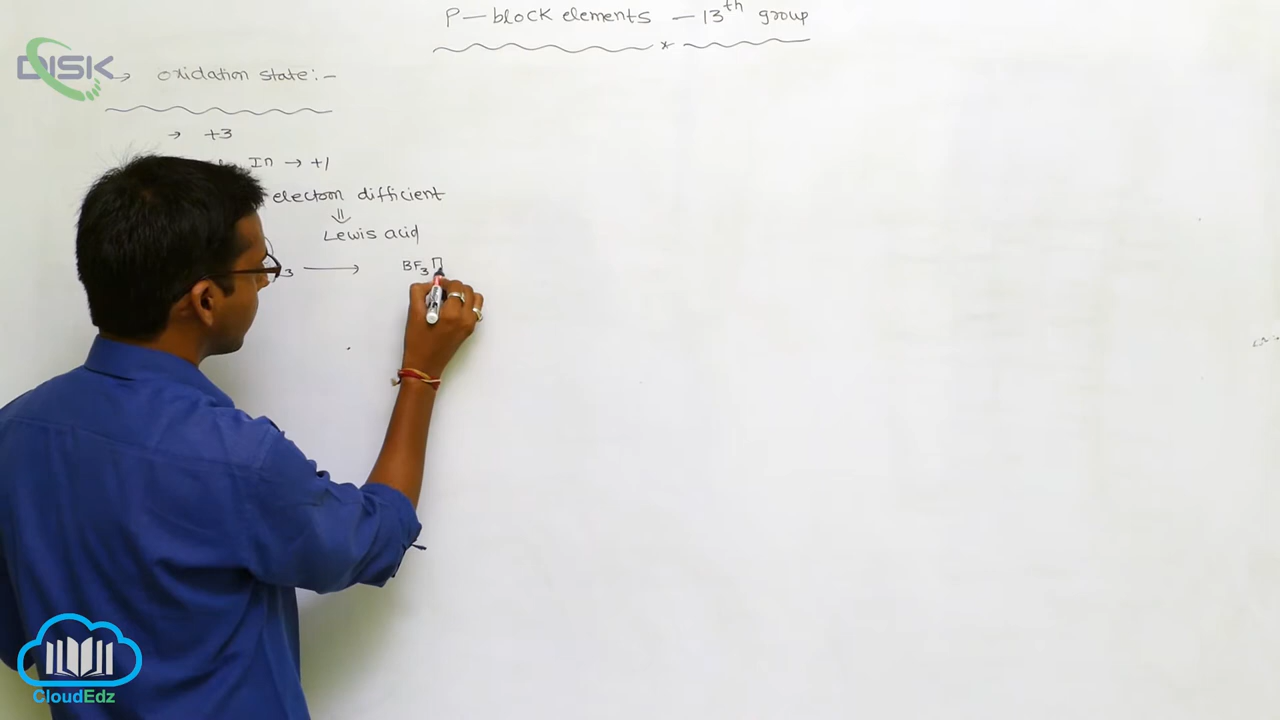 P-block elements - 13th group
DISK
→ oxidation state:-
→ +3
In → +1
electron difficient
⇓
Lewis acid
3 → BF3
CloudEdz